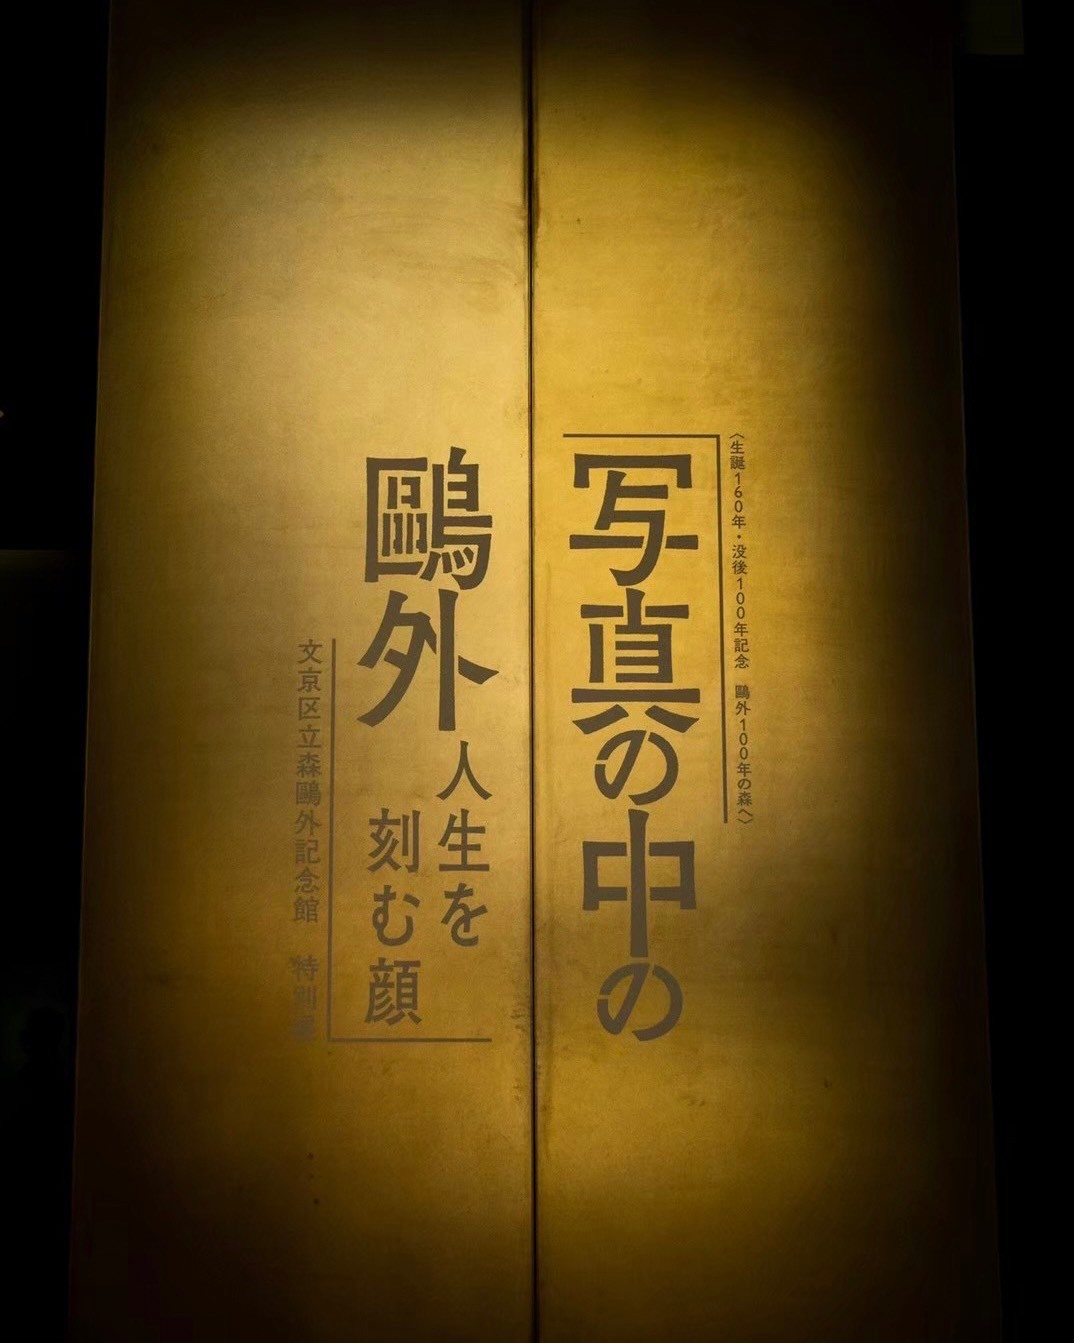 〈生誕160年・没後100年記念　鷗外100年の森へ〉
写真の中の
鷗外
人生を
刻む顔
文京区立森鷗外記念館　特別展